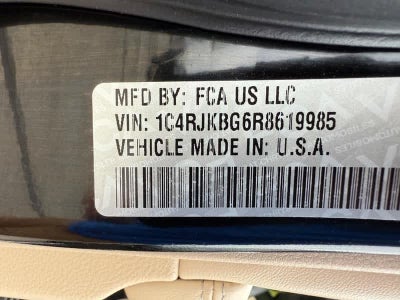 MFD BY: FCA US LLC
VIN: 1C4RJKBG6R8619985
VEHICLE MADE IN: U.S.A.